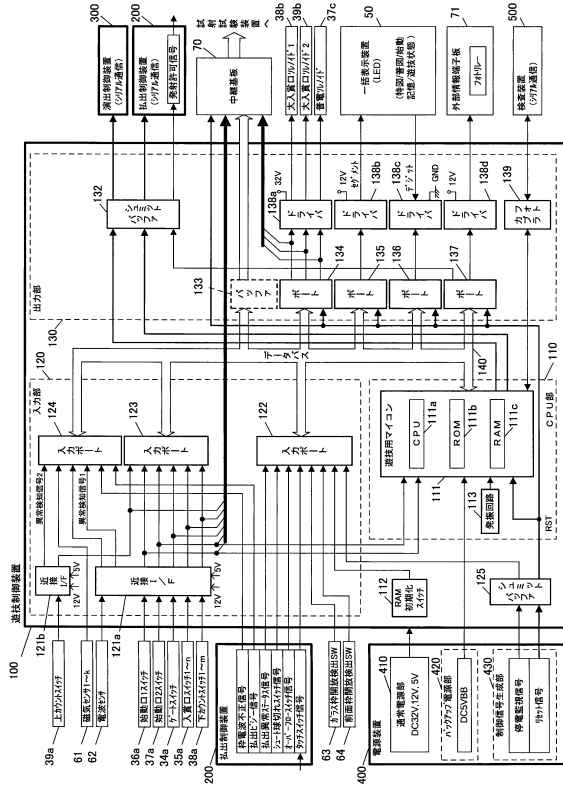 300
演出制御装置
(シリアル通信)
200
払出制御装置
(シリアル通信)
発射許可信号
試射試験
装置へ
70
中継基板
38b
大入賞口ソレノイド1
39b
大入賞口ソレノイド2
37c
普電ソレノイド
50
一括表示装置
(LED)
(特図/普図/始動
記憶/遊技状態)
71
外部情報端子板
フォトリレー
500
検査装置
(シリアル通信)
132
シュミット
バッファ
138a
32V
ドライバ
12V
セグメント
138b
ドライバ
138c
デジット
ドライバ
GND
12V
138d
ドライバ
139
フォト
カプラ
133
バッファ
134
ポート
135
ポート
136
ポート
137
ポート
出力部
130
データバス
140
120
入力部
124
入力ポート
123
入力ポート
122
入力ポート
異常検知信号2
異常検知信号1
110
CPU部
遊技用マイコン
CPU
111a
ROM
111b
RAM
111c
111
113
発振回路
RST
遊技制御装置
100
近接
I/F
121b
12V
5V
近接I/F
121a
12V
5V
112
RAM
初期化
スイッチ
125
シュミット
バッファ
39a
上カウントスイッチ
61
磁気センサ1~k
62
電波センサ
36a
始動口1スイッチ
37a
始動口2スイッチ
34a
ゲートスイッチ
35a
入賞口スイッチ1~n
38a
下カウントスイッチ1~m
200
払出制御装置
枠電波不正信号
払出ビジー信号
払出異常ステータス信号
シュート球切れスイッチ信号
オーバーフロースイッチ信号
タッチスイッチ信号
63
ガラス枠開放検出SW
64
前面枠開放検出SW
400
電源装置
410
通常電源部
DC32V,12V,5V
420
バックアップ電源部
DC5VBB
430
制御信号生成部
停電監視信号
リセット信号